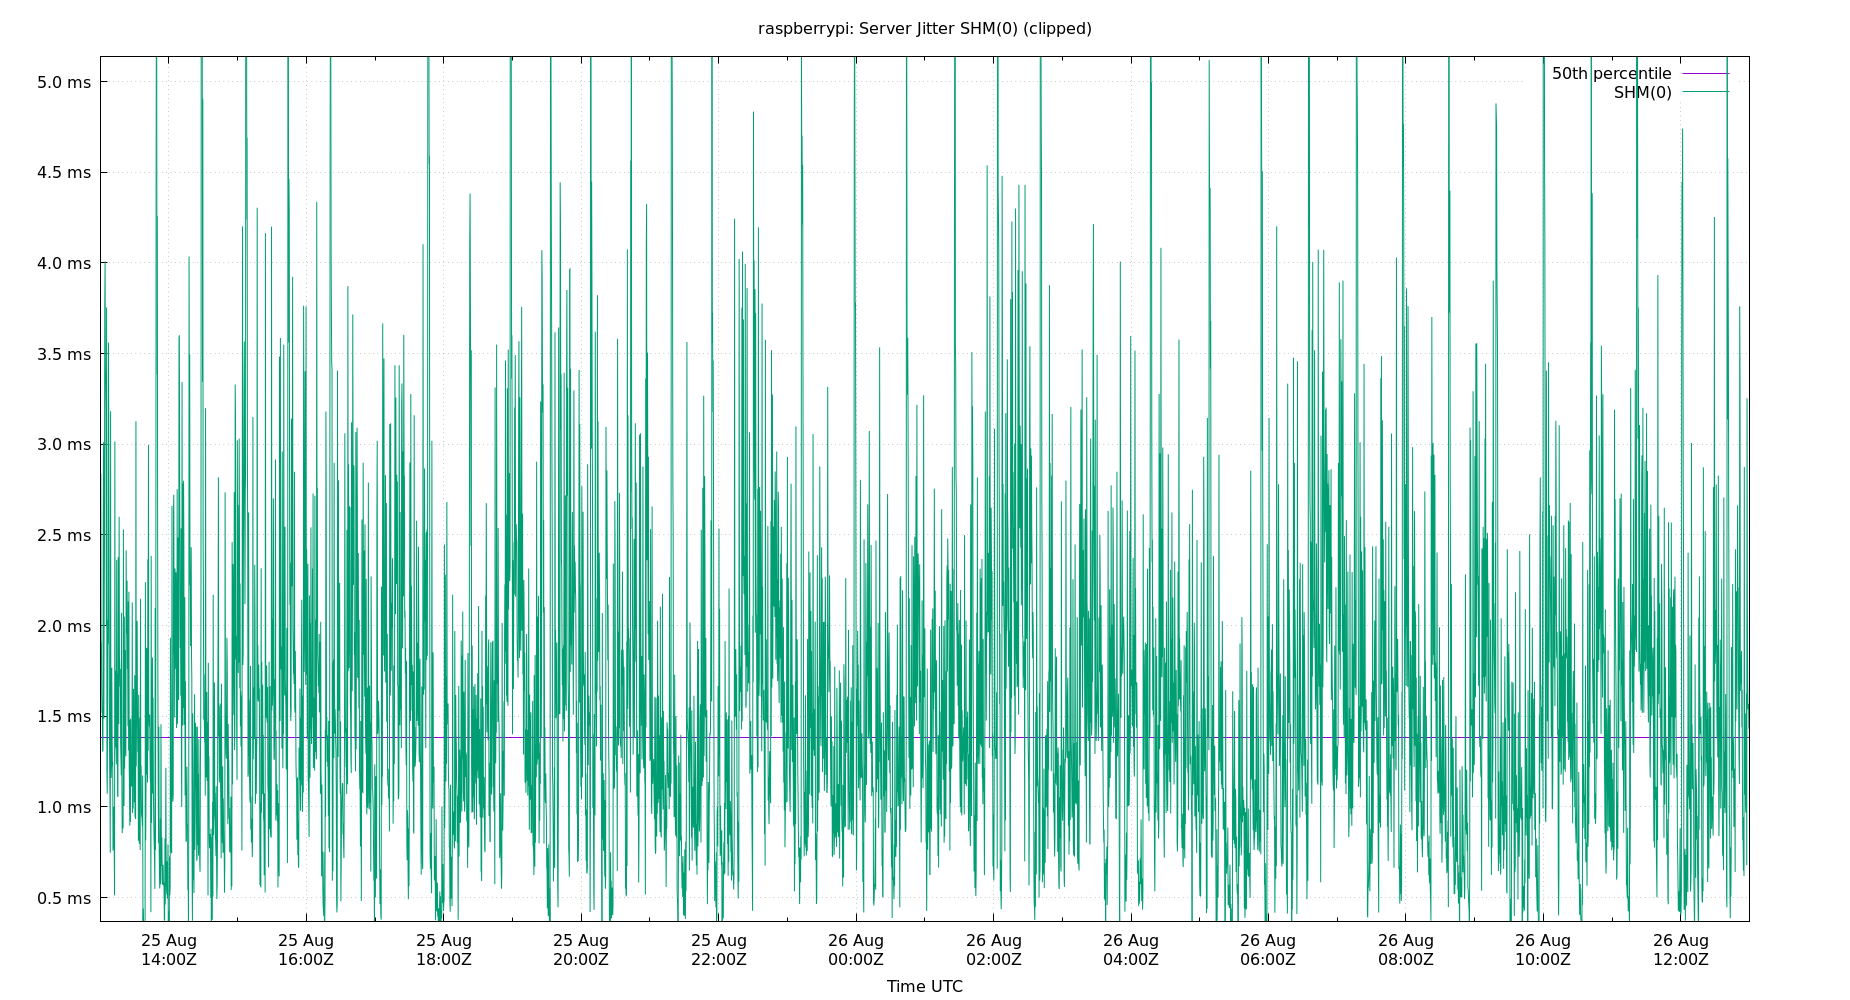 raspberrypi: Server Jitter SHM(0) (clipped)
5.0 ms
4.5 ms
4.0 ms
3.5 ms
3.0 ms
2.5 ms
2.0 ms
1.5 ms
1.0 ms
0.5 ms
50th percentile
SHM(0)
25 Aug 25 Aug 25 Aug 25 Aug 25 Aug 26 Aug 26 Aug 26 Aug 26 Aug 26 Aug 26 Aug 26 Aug
14:00Z 16:00Z 18:00Z 20:00Z 22:00Z 00:00Z 02:00Z 04:00Z 06:00Z 08:00Z 10:00Z 12:00Z
Time UTC